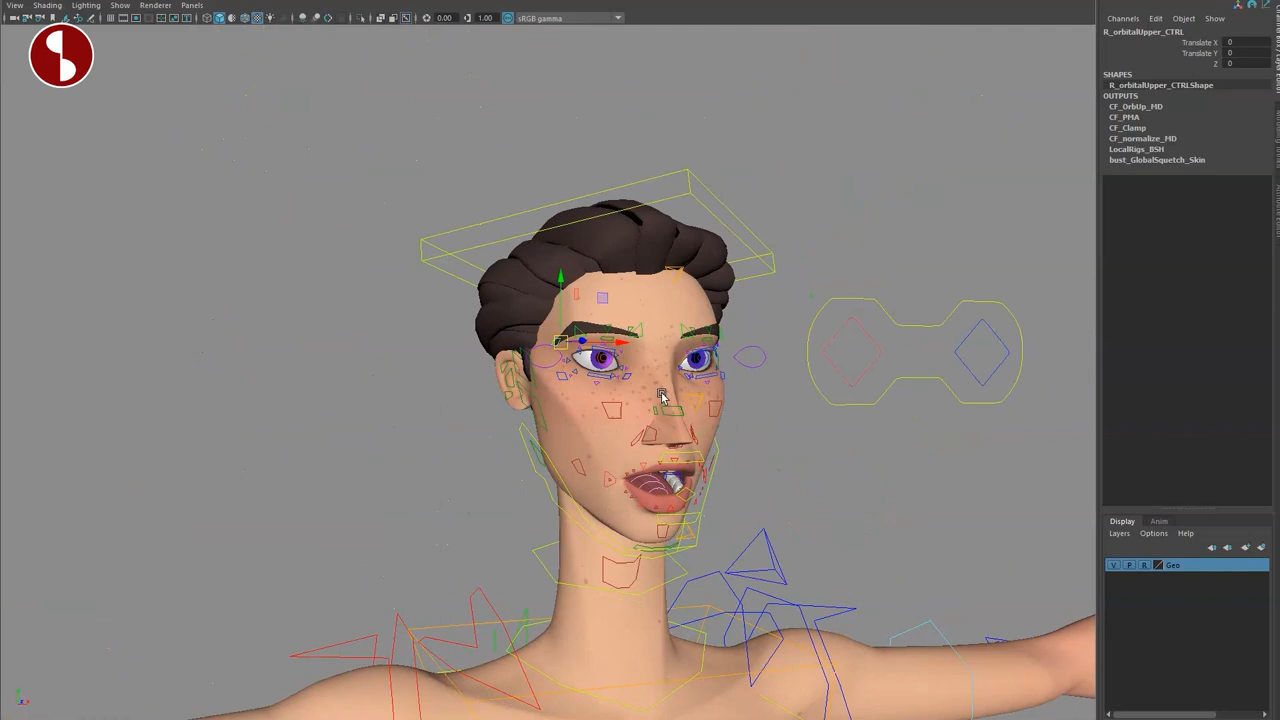 View Shading Lighting Show Renderer Panels
0.00 1.00 sRGB gamma
Channels Edit Object Show
R_orbitalUpper_CTRL
Translate X 0
Translate Y 0
Z 0
SHAPES
R_orbitalUpper_CTRLShape
OUTPUTS
CF_OrbUp_MD
CF_PMA
CF_Clamp
CF_normalize_MD
LocalRigs_BSH
bust_GlobalSquetch_Skin
Display Anim
Layers Options Help
V P R Geo